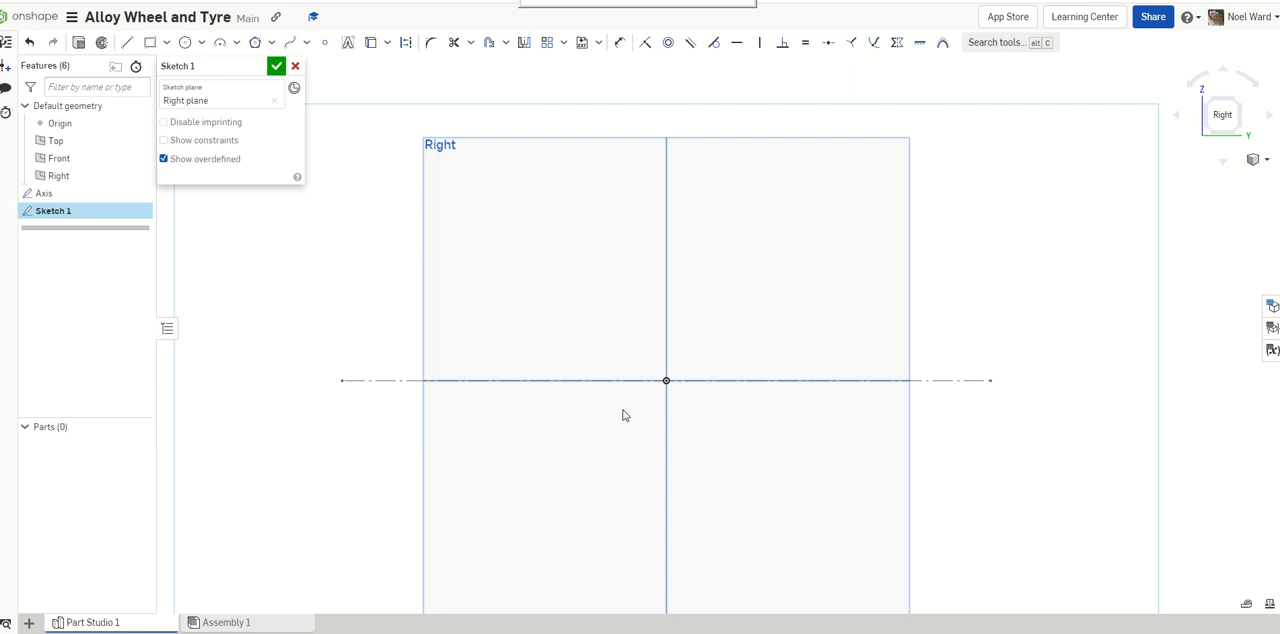 onshape Alloy Wheel and Tyre Main App Store Learning Center Share Noel Ward
Search tools... alt C
Features (6)
Filter by name or type
Default geometry
Origin
Top
Front
Right
Axis
Sketch 1
Parts (0)
Sketch 1
Sketch plane
Right plane
Disable imprinting
Show constraints
Show overdefined
Right
Z
Right
Y
Part Studio 1
Assembly 1